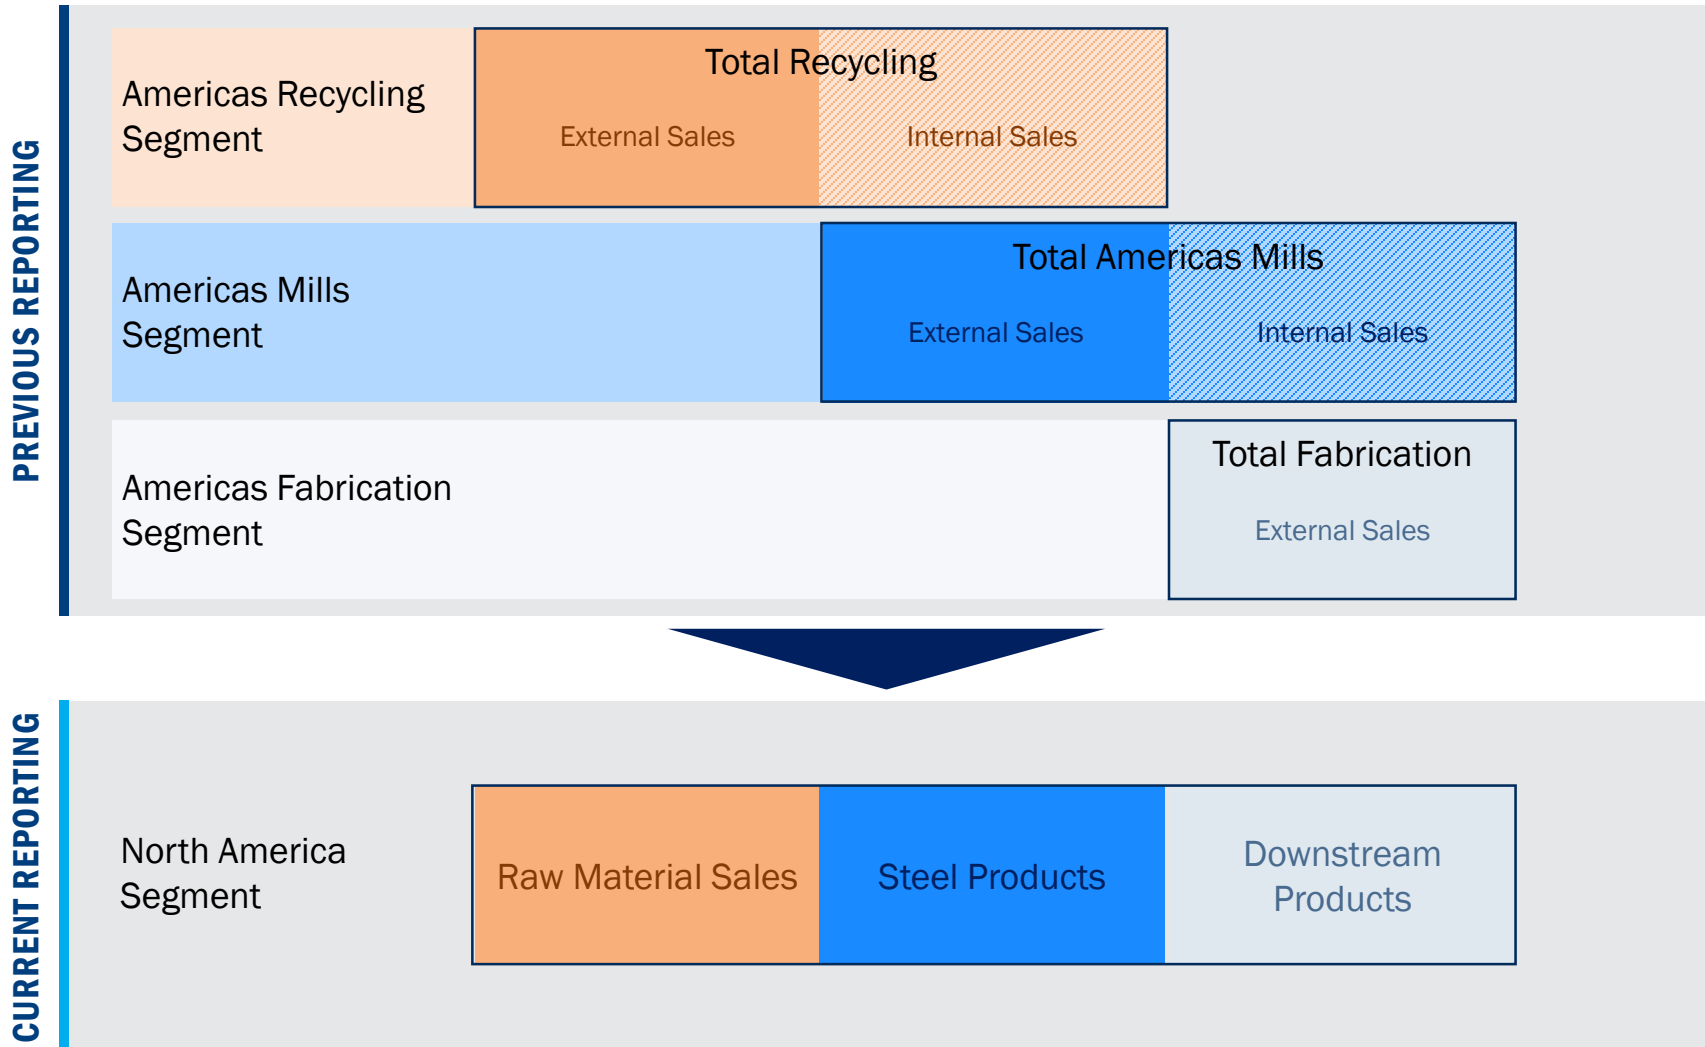 PREVIOUS REPORTING
Americas Recycling
Segment
Total Recycling
External Sales
Internal Sales
Americas Mills
Segment
Total Americas Mills
External Sales
Internal Sales
Americas Fabrication
Segment
Total Fabrication
External Sales
CURRENT REPORTING
North America
Segment
Raw Material Sales
Steel Products
Downstream
Products